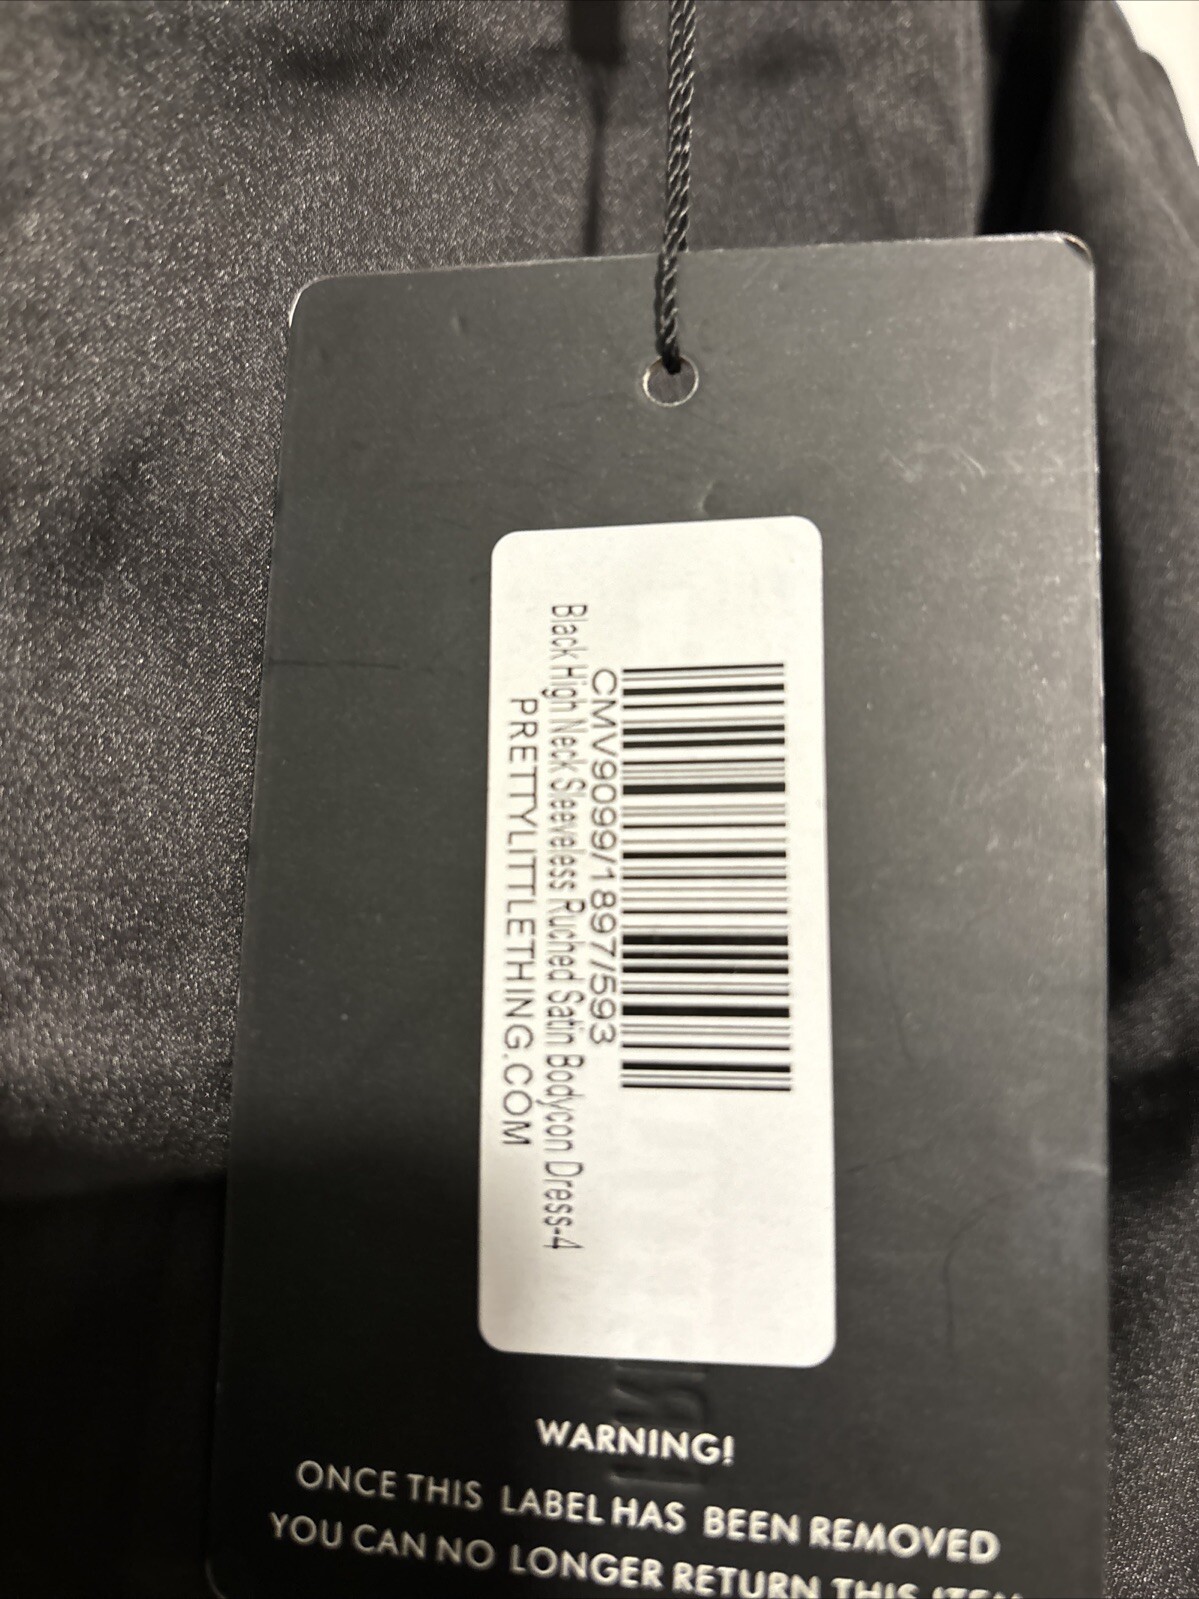 CMV9099/1897/593
Black High Neck Sleeveless Ruched Satin Bodycon Dress-4
PRETTYLITTLETHING.COM
WARNING!
ONCE THIS LABEL HAS BEEN REMOVED
YOU CAN NO LONGER RETURN THIS ITEM